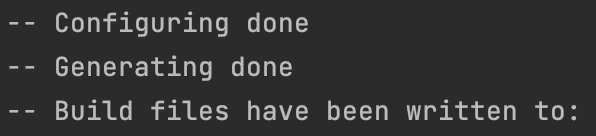 -- Configuring done
-- Generating done
-- Build files have been written to: